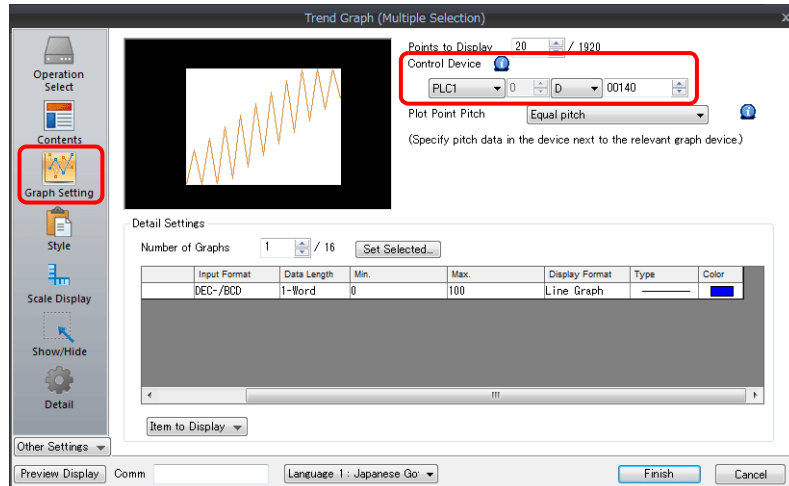 Trend Graph (Multiple Selection)
x
Operation
Select
Contents
Graph Setting
Style
Scale Display
Show/Hide
Detail
Other Settings
Points to Display 20 / 1920
Control Device
PLC1 0 D 00140
Plot Point Pitch Equal pitch
(Specify pitch data in the device next to the relevant graph device.)
Detail Settings
Number of Graphs 1 / 16 Set Selected...
Input Format Data Length Min. Max. Display Format Type Color
DEC-/BCD 1-Word 0 100 Line Graph
Item to Display
Preview Display Comm Language 1 : Japanese Go Finish Cancel